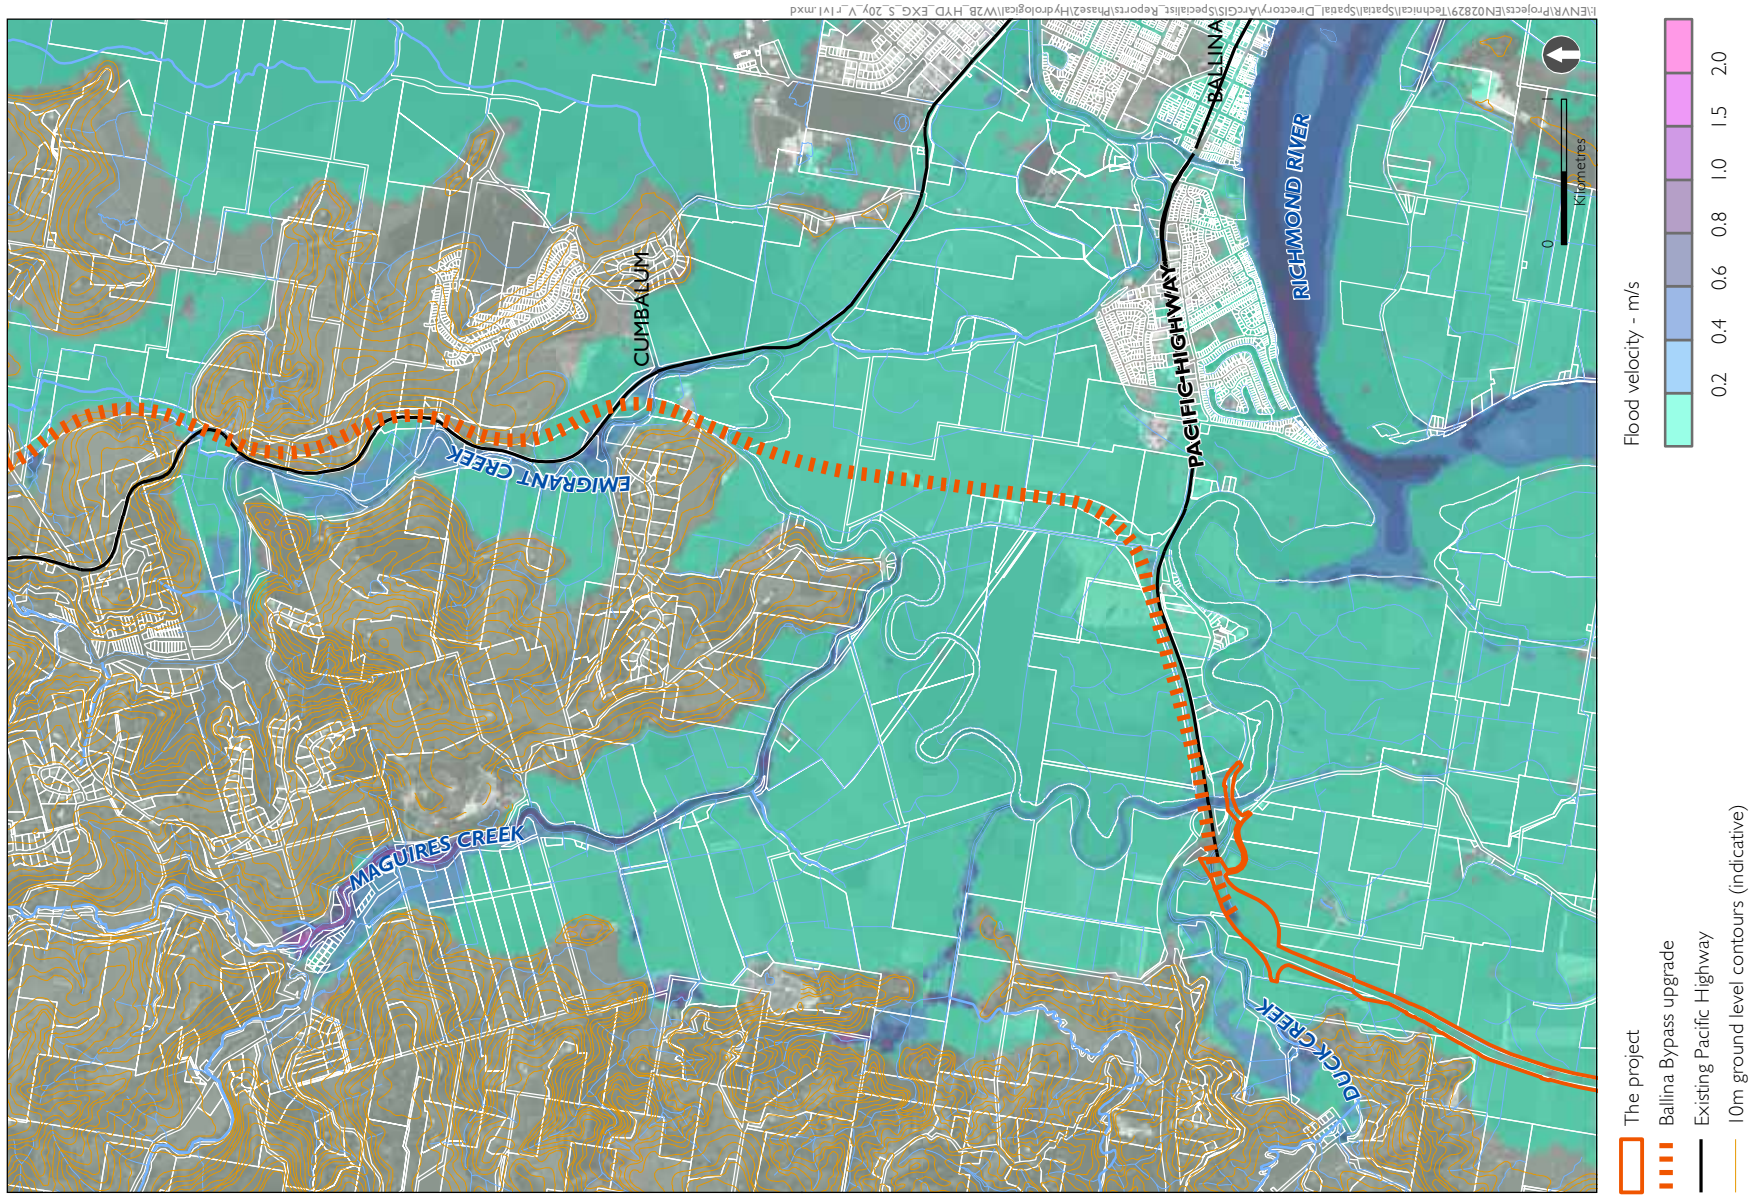 I:\ENVR\Projects\EN02829\Technical\Spatial\Spatial_Directory\ArcGIS\Specialist_Reports\Phase2\Hydrological\W2B_HYD_EXG_S_20y_V_r1v1.mxd
CUMBALUM
BALLINA
PACIFIC HIGHWAY
RICHMOND RIVER
EMIGRANT CREEK
MAGUIRES CREEK
DUCK CREEK
0 1
Kilometres
The project
Ballina Bypass upgrade
Existing Pacific Highway
10m ground level contours (indicative)
Flood velocity - m/s
0.2 0.4 0.6 0.8 1.0 1.5 2.0